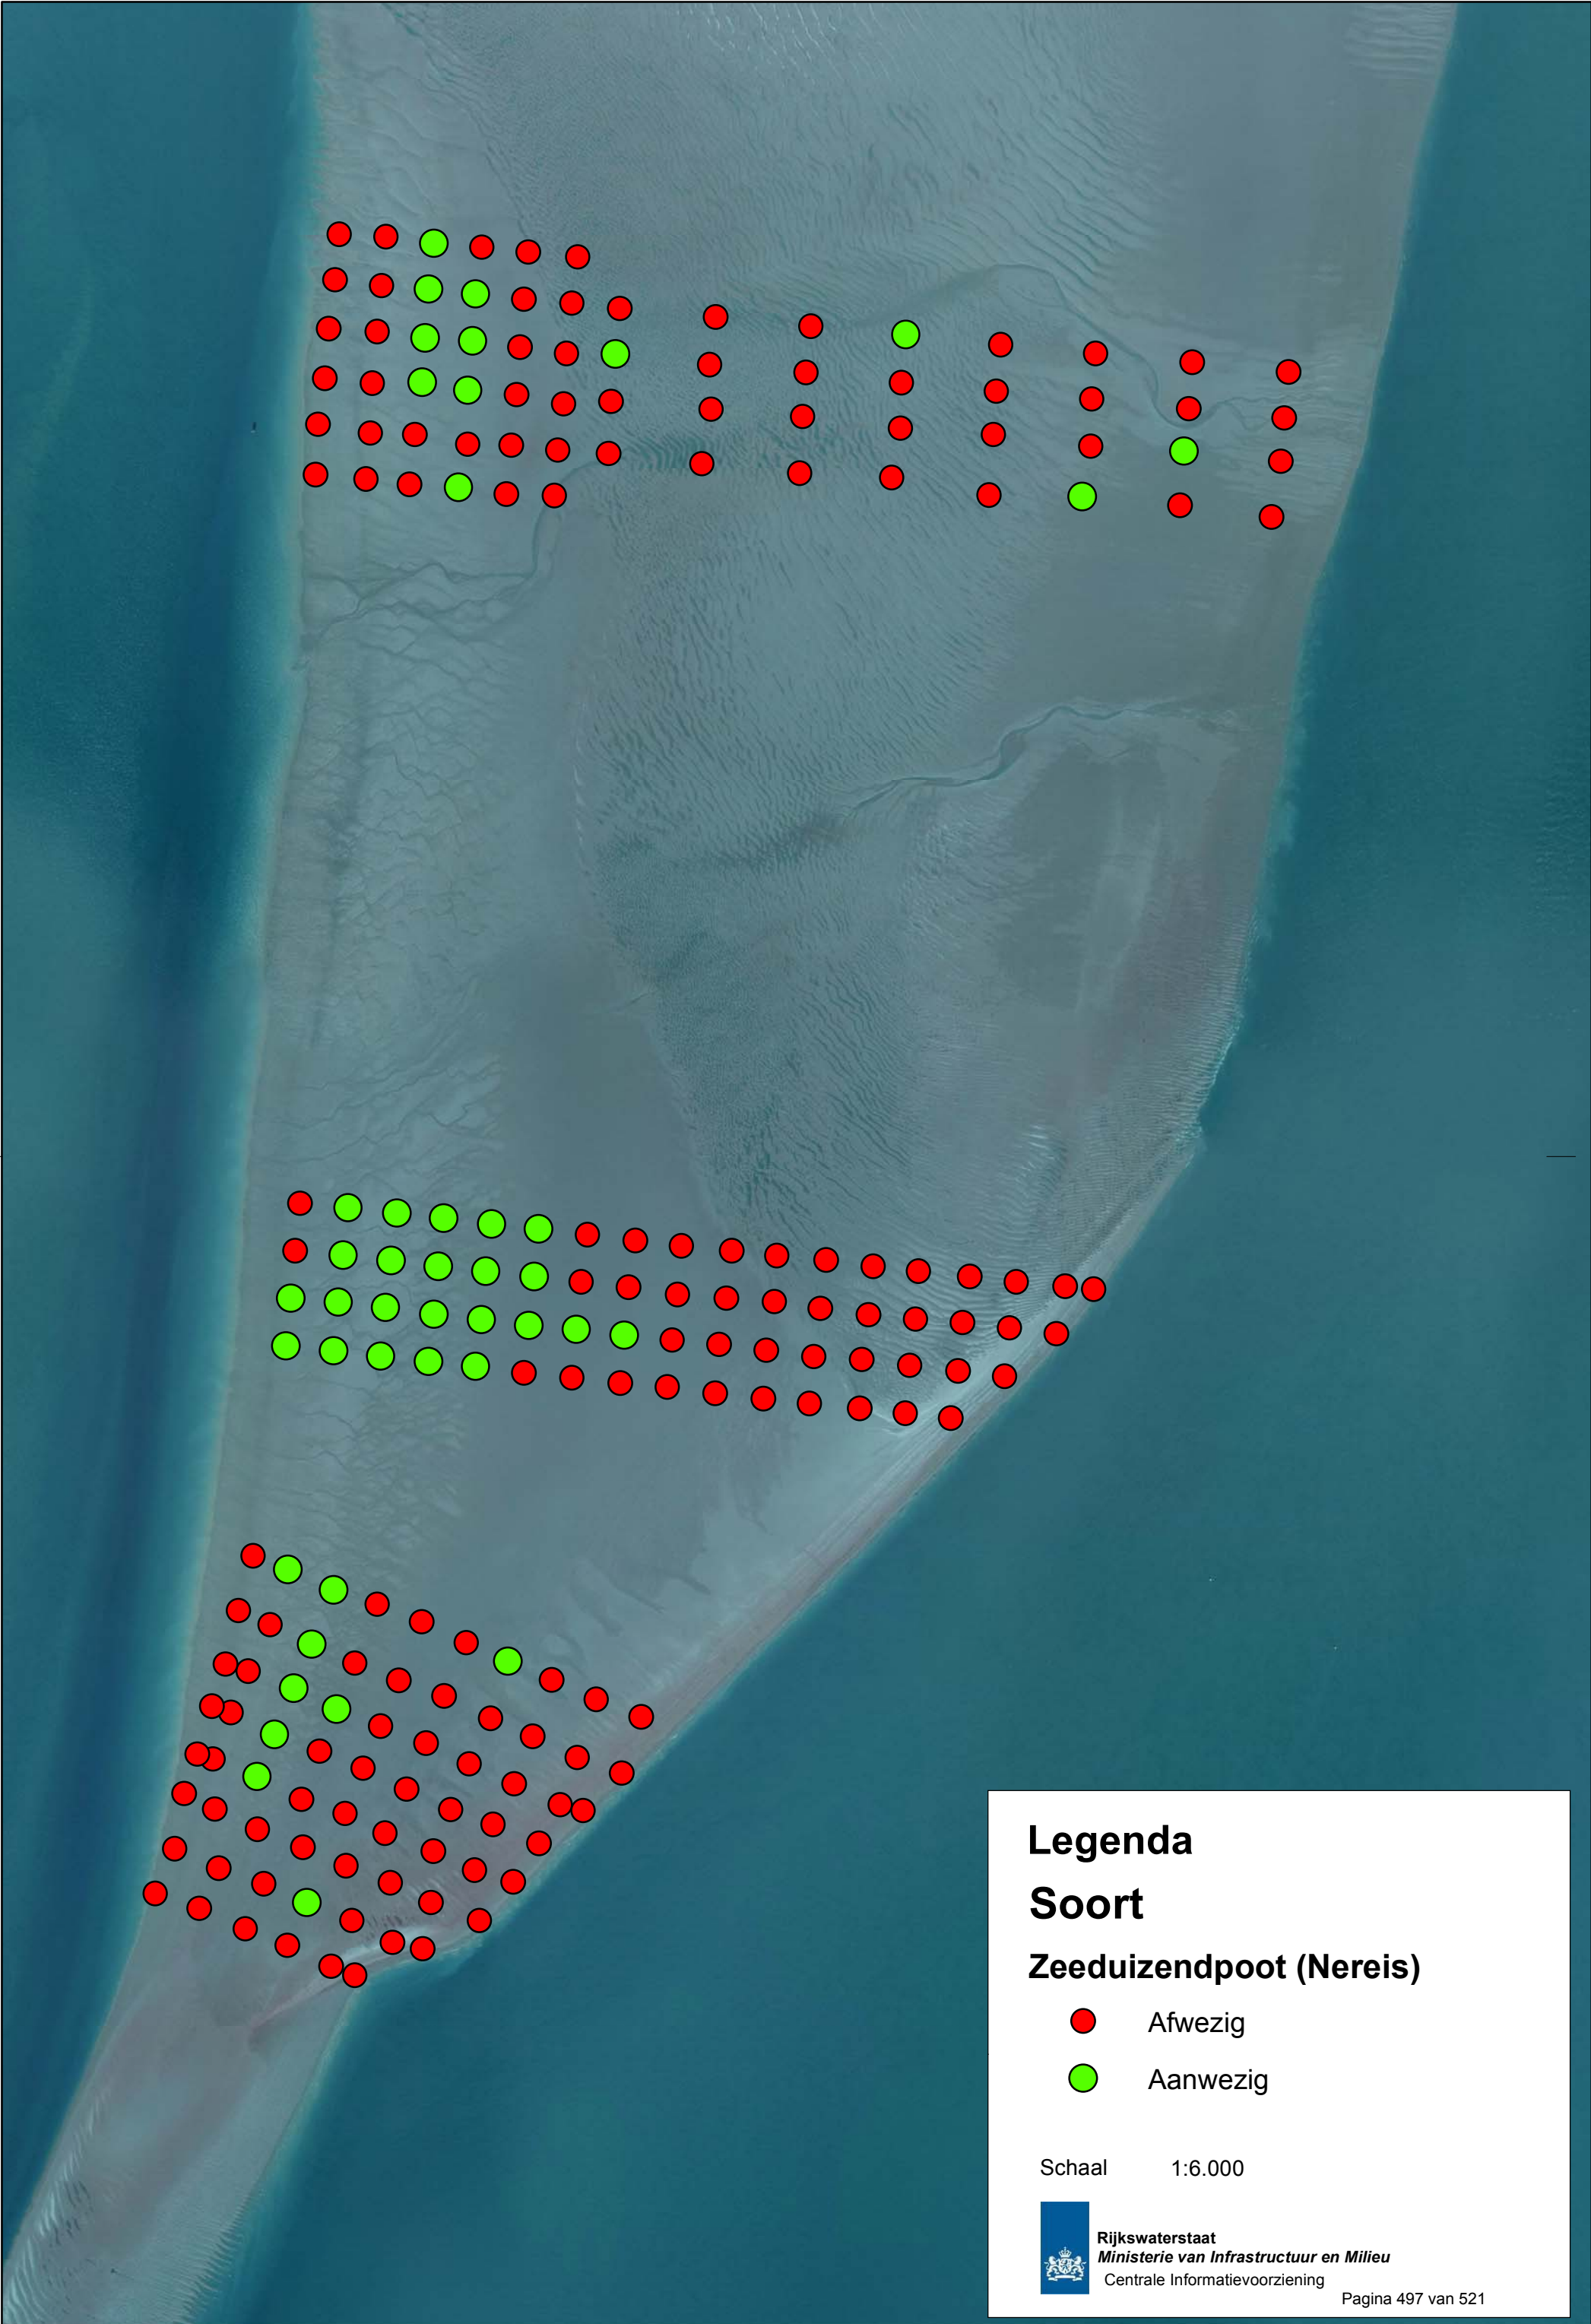 Legenda
Soort
Zeeduizendpoot (Nereis)
Afwezig
Aanwezig
Schaal 1:6.000
Rijkswaterstaat
Ministerie van Infrastructuur en Milieu
Centrale Informatievoorziening
Pagina 497 van 521